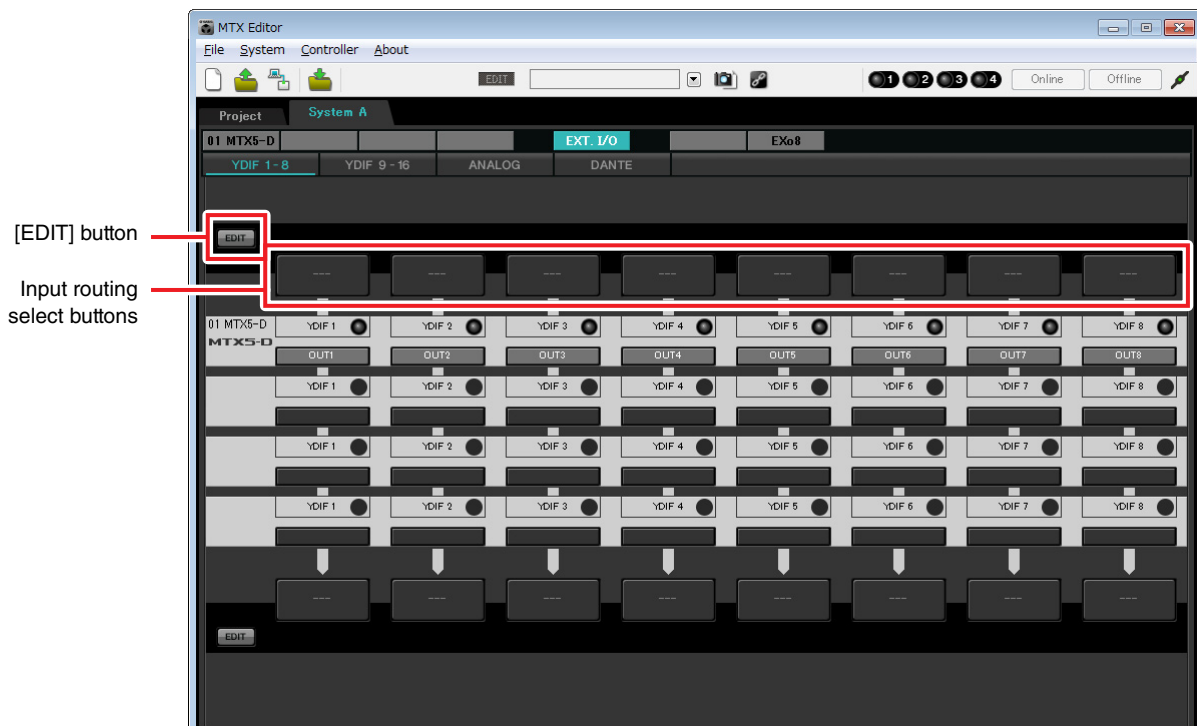 MTX Editor
File System Controller About
EDIT
1 2 3 4 Online Offline
Project System A
01 MTX5-D EXT. I/O EXo8
YDIF 1-8 YDIF 9-16 ANALOG DANTE
[EDIT] button
EDIT
Input routing
select buttons
--- --- --- --- --- --- --- ---
01 MTX5-D YDIF 1 YDIF 2 YDIF 3 YDIF 4 YDIF 5 YDIF 6 YDIF 7 YDIF 8
MTX5-D
OUT1 OUT2 OUT3 OUT4 OUT5 OUT6 OUT7 OUT8
YDIF 1 YDIF 2 YDIF 3 YDIF 4 YDIF 5 YDIF 6 YDIF 7 YDIF 8
YDIF 1 YDIF 2 YDIF 3 YDIF 4 YDIF 5 YDIF 6 YDIF 7 YDIF 8
YDIF 1 YDIF 2 YDIF 3 YDIF 4 YDIF 5 YDIF 6 YDIF 7 YDIF 8
--- --- --- --- --- --- --- ---
EDIT